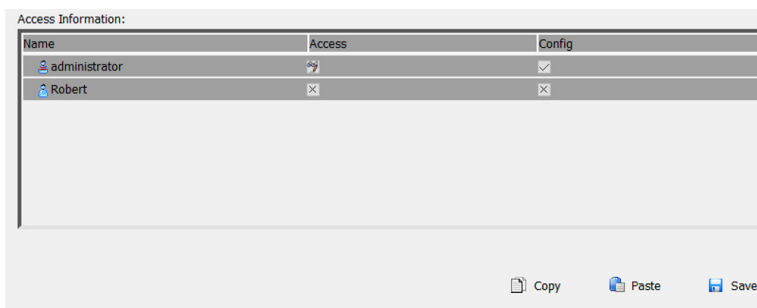 Access Information:
Name Access Config
administrator
Robert
Copy Paste Save